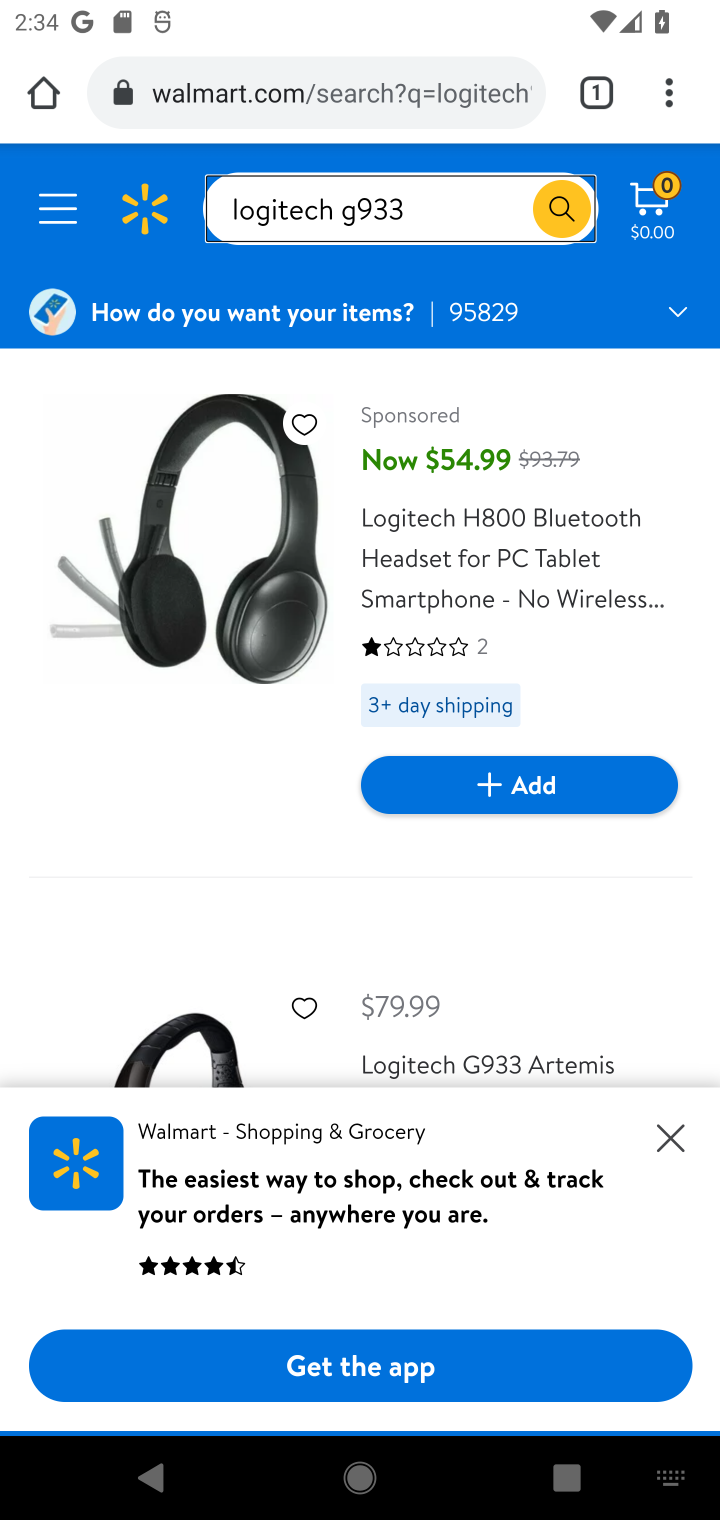 2:34
walmart.com/search?q=logitech
1
logitech g933
0
$0.00
How do you want your items? | 95829
Sponsored
Now $54.99 $93.79
Logitech H800 Bluetooth
Headset for PC Tablet
Smartphone - No Wireless...
2
3+ day shipping
+ Add
$79.99
Logitech G933 Artemis
Walmart - Shopping & Grocery
The easiest way to shop, check out & track
your orders – anywhere you are.
Get the app